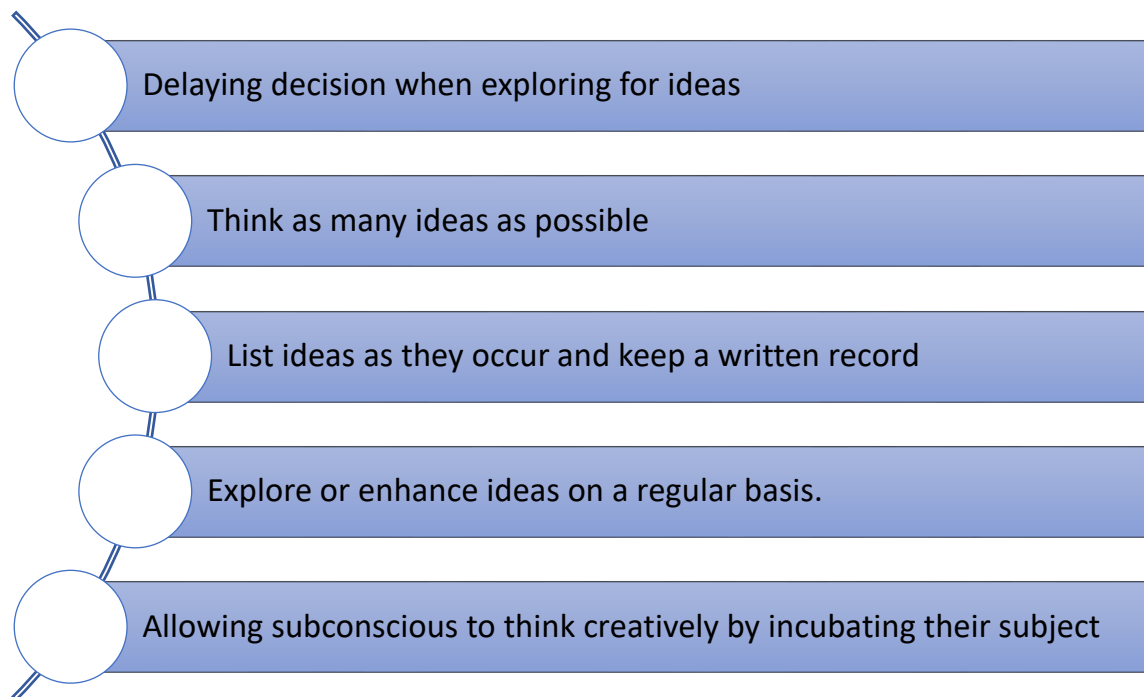 Delaying decision when exploring for ideas
Think as many ideas as possible
List ideas as they occur and keep a written record
Explore or enhance ideas on a regular basis.
Allowing subconscious to think creatively by incubating their subject